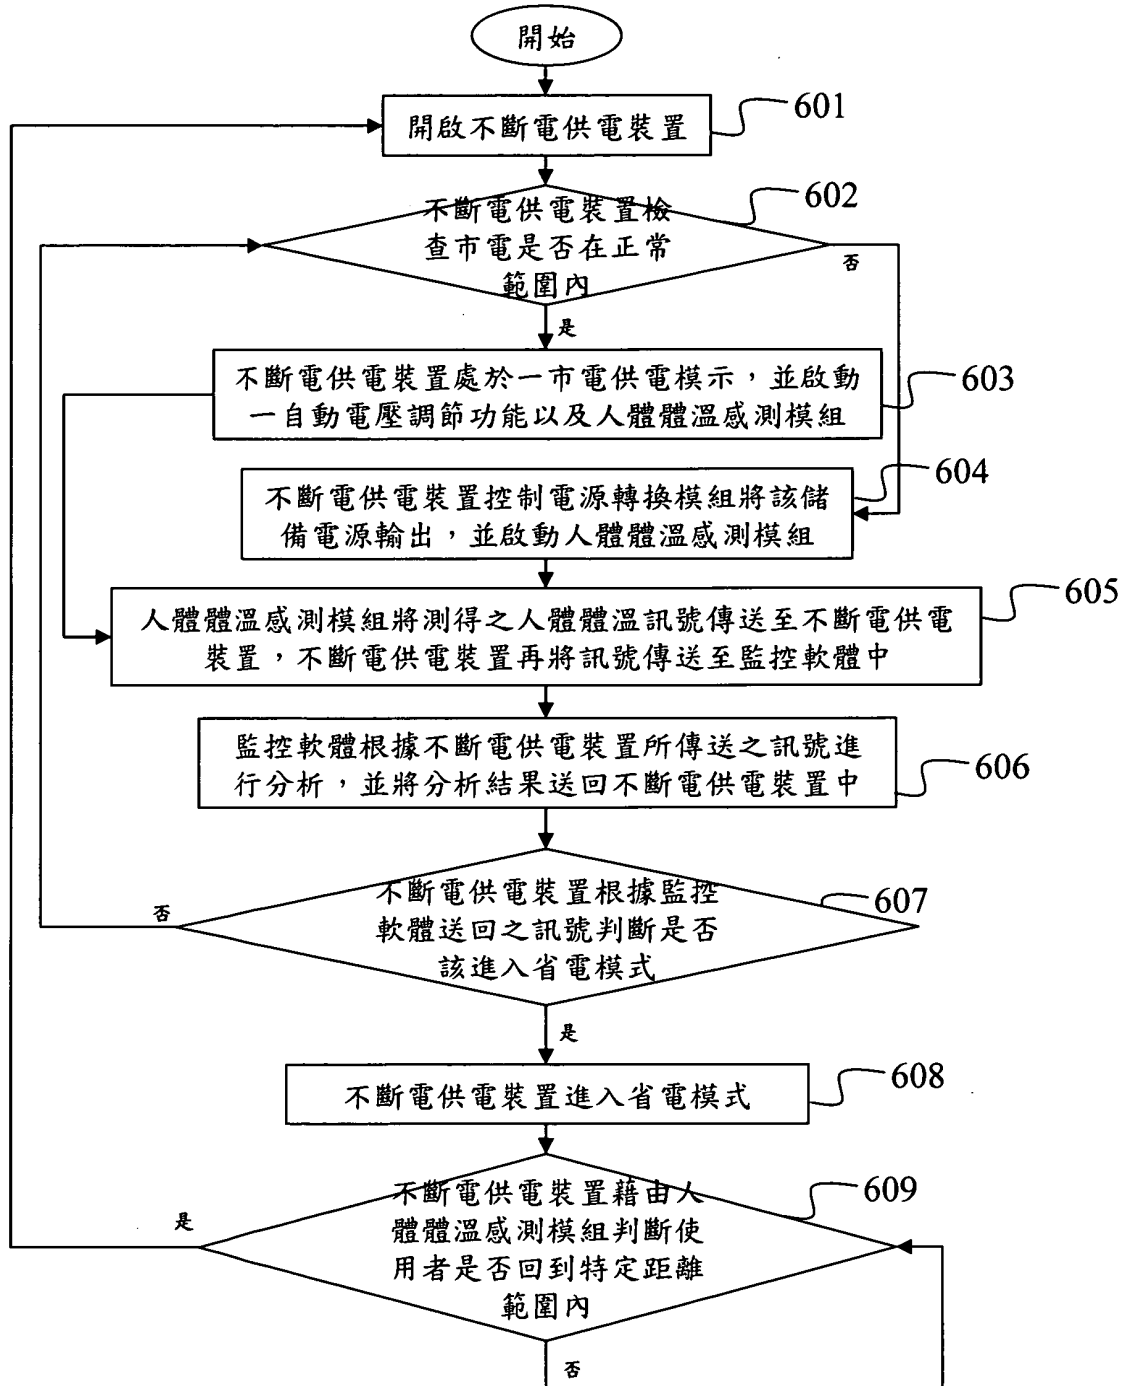 開始
開啟不斷電供電裝置
601
不斷電供電裝置檢
查市電是否在正常
範圍內
602
否
是
不斷電供電裝置處於一市電供電模示，並啟動
一自動電壓調節功能以及人體體溫感測模組
603
不斷電供電裝置控制電源轉換模組將該儲
備電源輸出，並啟動人體體溫感測模組
604
人體體溫感測模組將測得之人體體溫訊號傳送至不斷電供電
裝置，不斷電供電裝置再將訊號傳送至監控軟體中
605
監控軟體根據不斷電供電裝置所傳送之訊號進
行分析，並將分析結果送回不斷電供電裝置中
606
不斷電供電裝置根據監控
軟體送回之訊號判斷是否
該進入省電模式
607
否
是
不斷電供電裝置進入省電模式
608
不斷電供電裝置藉由人
體體溫感測模組判斷使
用者是否回到特定距離
範圍內
609
是
否